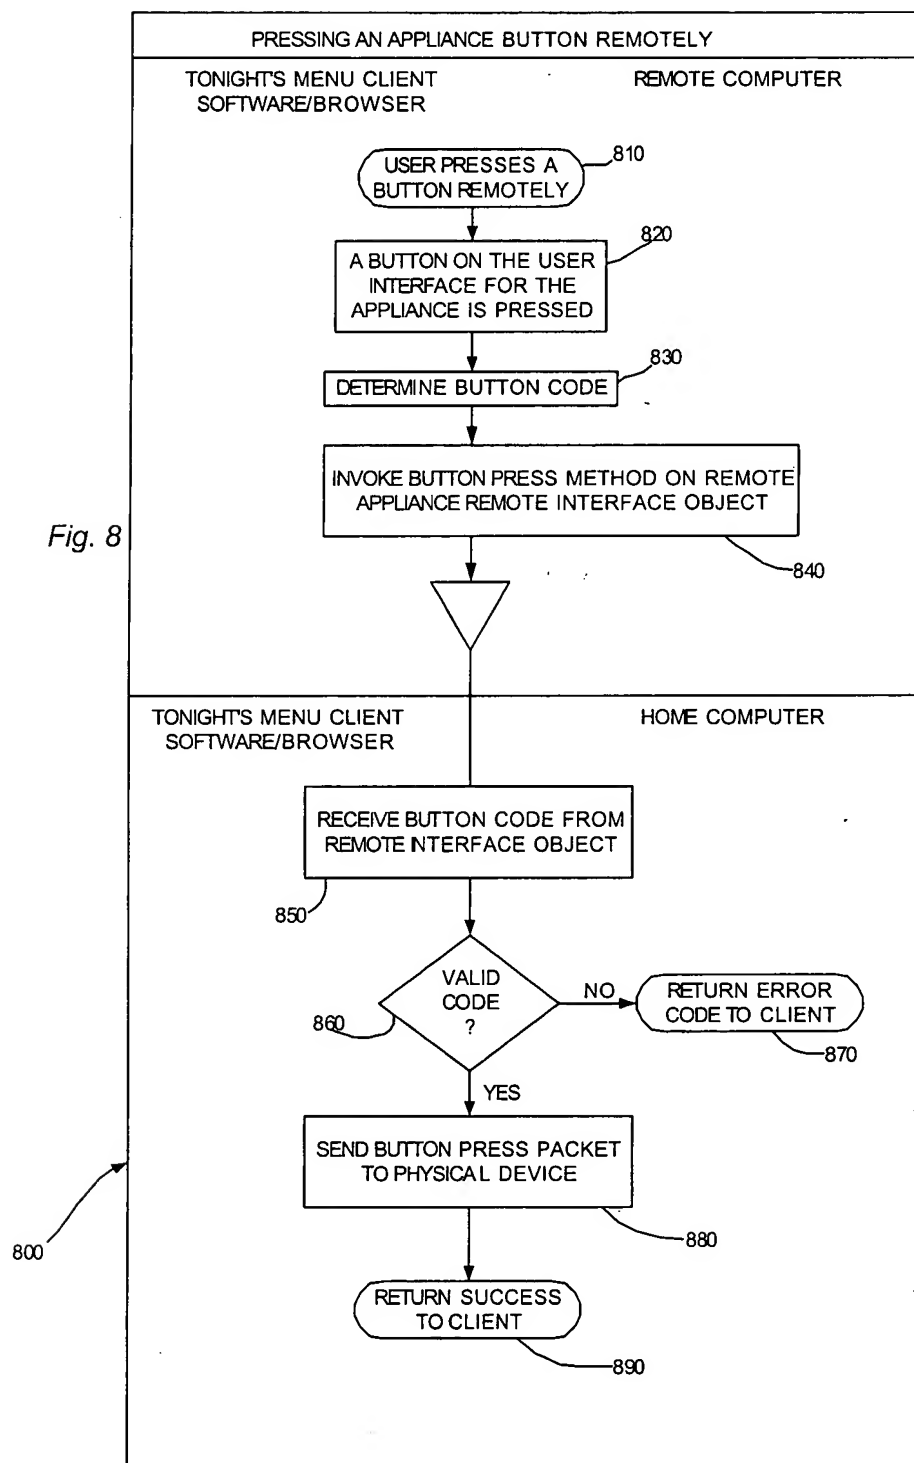 PRESSING AN APPLIANCE BUTTON REMOTELY
TONIGHT'S MENU CLIENT
SOFTWARE/BROWSER
REMOTE COMPUTER
USER PRESSES A
BUTTON REMOTELY
810
A BUTTON ON THE USER
INTERFACE FOR THE
APPLIANCE IS PRESSED
820
DETERMINE BUTTON CODE
830
INVOKE BUTTON PRESS METHOD ON REMOTE
APPLIANCE REMOTE INTERFACE OBJECT
840
Fig. 8
TONIGHT'S MENU CLIENT
SOFTWARE/BROWSER
HOME COMPUTER
RECEIVE BUTTON CODE FROM
REMOTE INTERFACE OBJECT
850
VALID
CODE
?
860
NO
RETURN ERROR
CODE TO CLIENT
870
YES
SEND BUTTON PRESS PACKET
TO PHYSICAL DEVICE
880
800
RETURN SUCCESS
TO CLIENT
890